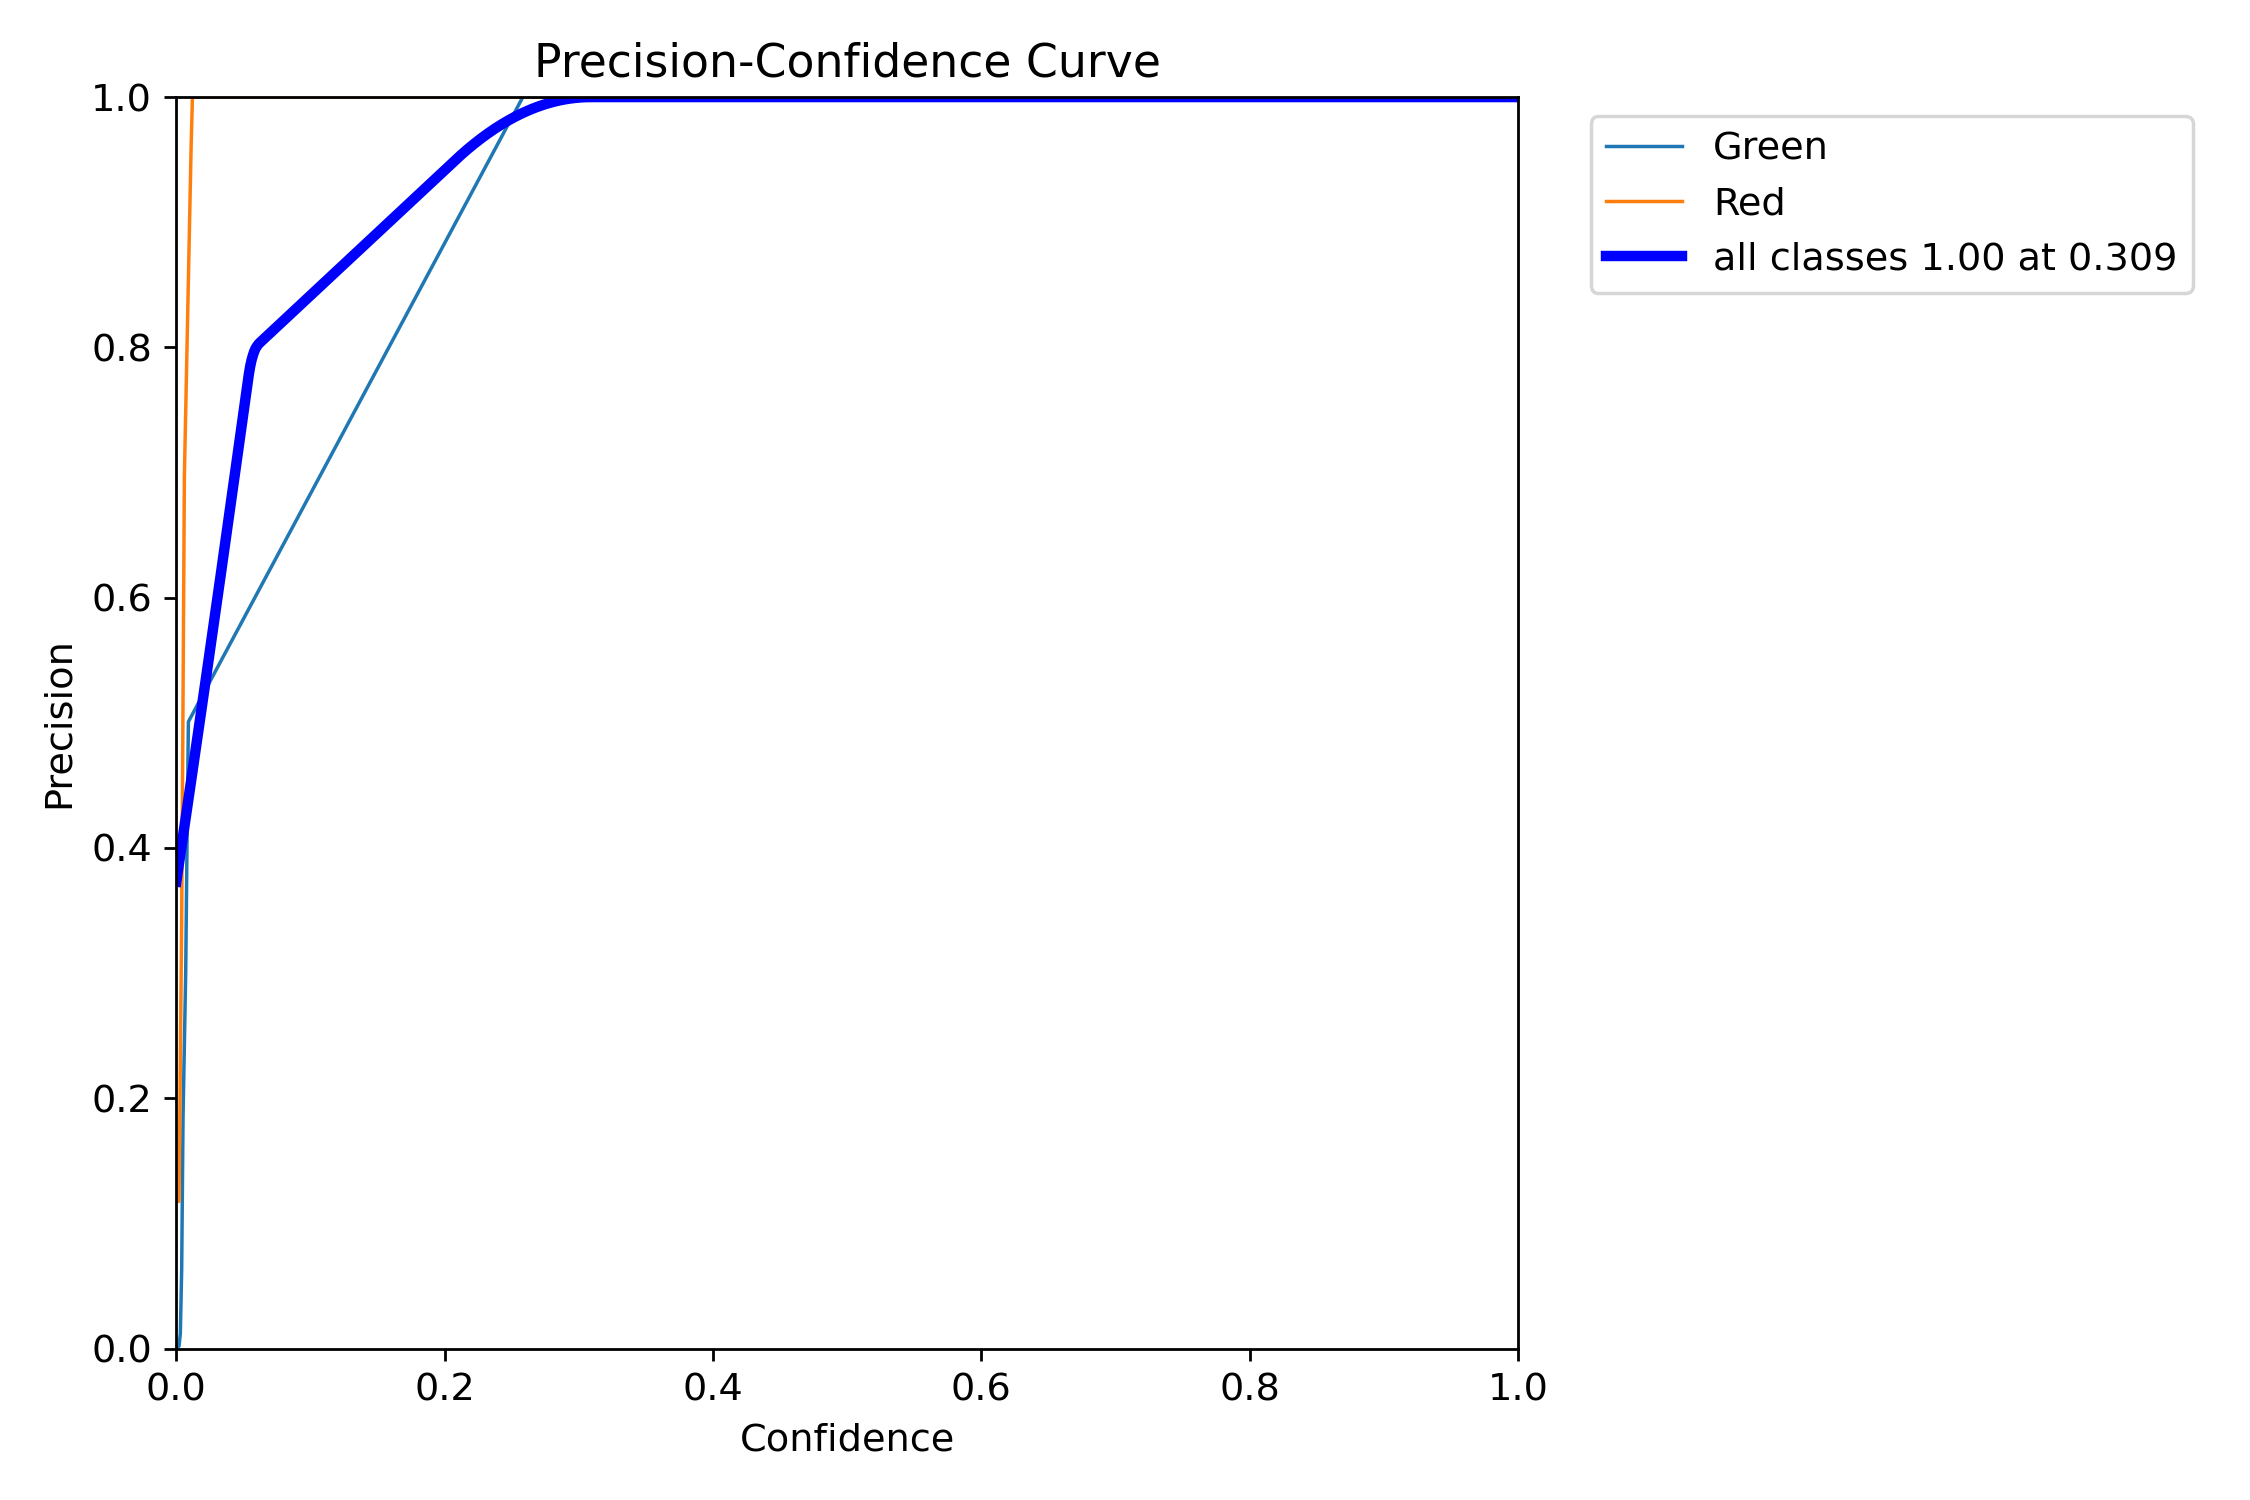 Precision-Confidence Curve
1.0
0.8
0.6
0.4
0.2
0.0
Precision
0.0 0.2 0.4 0.6 0.8 1.0
Confidence
Green
Red
all classes 1.00 at 0.309